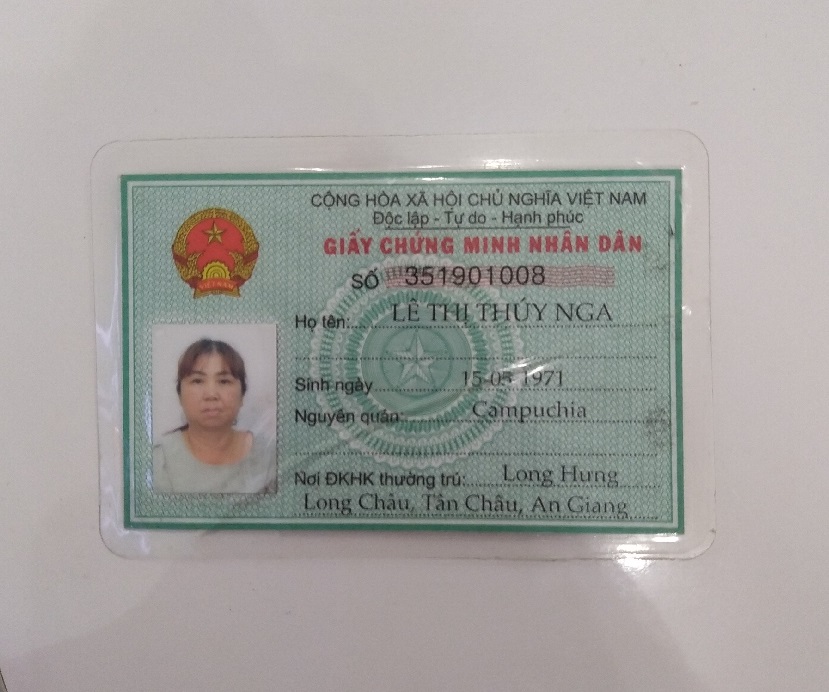 CỘNG HÒA XÃ HỘI CHỦ NGHĨA VIỆT NAM
Độc lập - Tự do - Hạnh phúc
GIẤY CHỨNG MINH NHÂN DÂN
SỐ 351901008
Họ tên: LÊ THỊ THÚY NGA
Sinh ngày 15-05-1971
Nguyên quán: Campuchia
Nơi ĐKHK thường trú: Long Hưng
Long Châu, Tân Châu, An Giang
VIỆT NAM